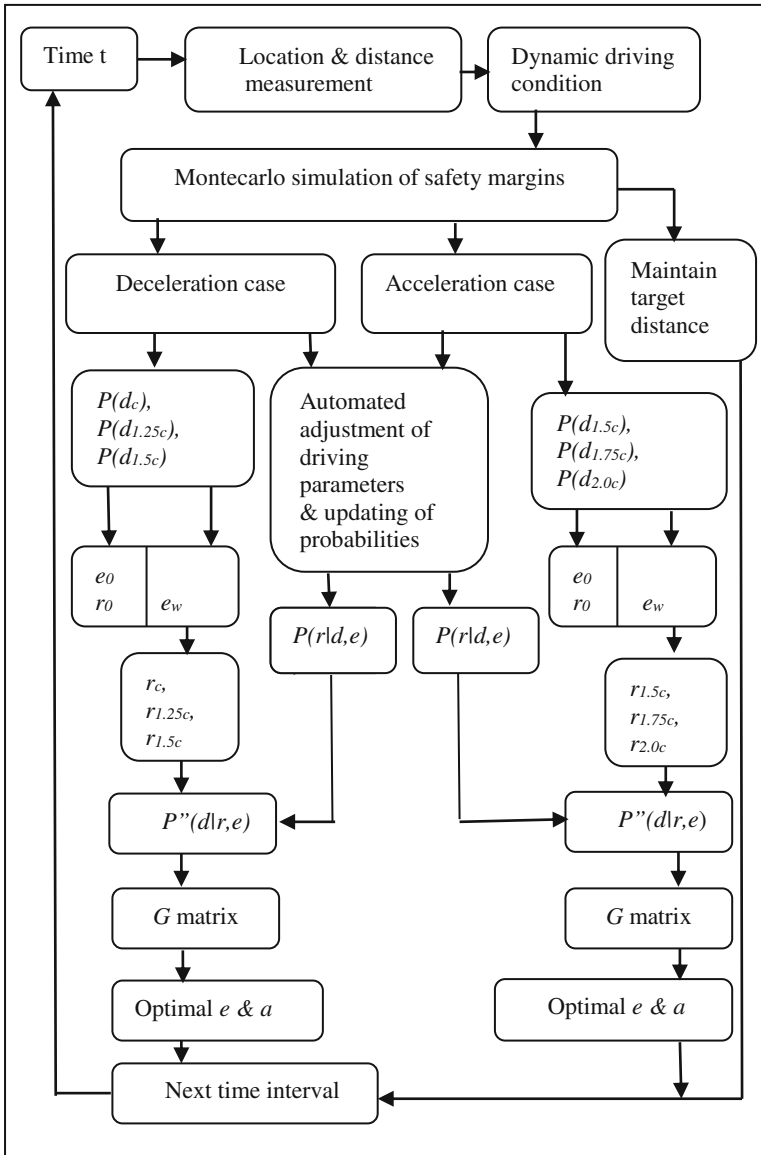 Time t
Location & distance
measurement
Dynamic driving
condition
Montecarlo simulation of safety margins
Deceleration case
Acceleration case
Maintain
target
distance
P(dc),
P(d1.25c),
P(d1.5c)
Automated
adjustment of
driving
parameters
& updating of
probabilities
P(d1.5c),
P(d1.75c),
P(d2.0c)
e0
r0
ew
P(r|d,e)
P(r|d,e)
e0
r0
ew
rc,
r1.25c,
r1.5c
r1.5c,
r1.75c,
r2.0c
P”(d|r,e)
P”(d|r,e)
G matrix
G matrix
Optimal e & a
Optimal e & a
Next time interval